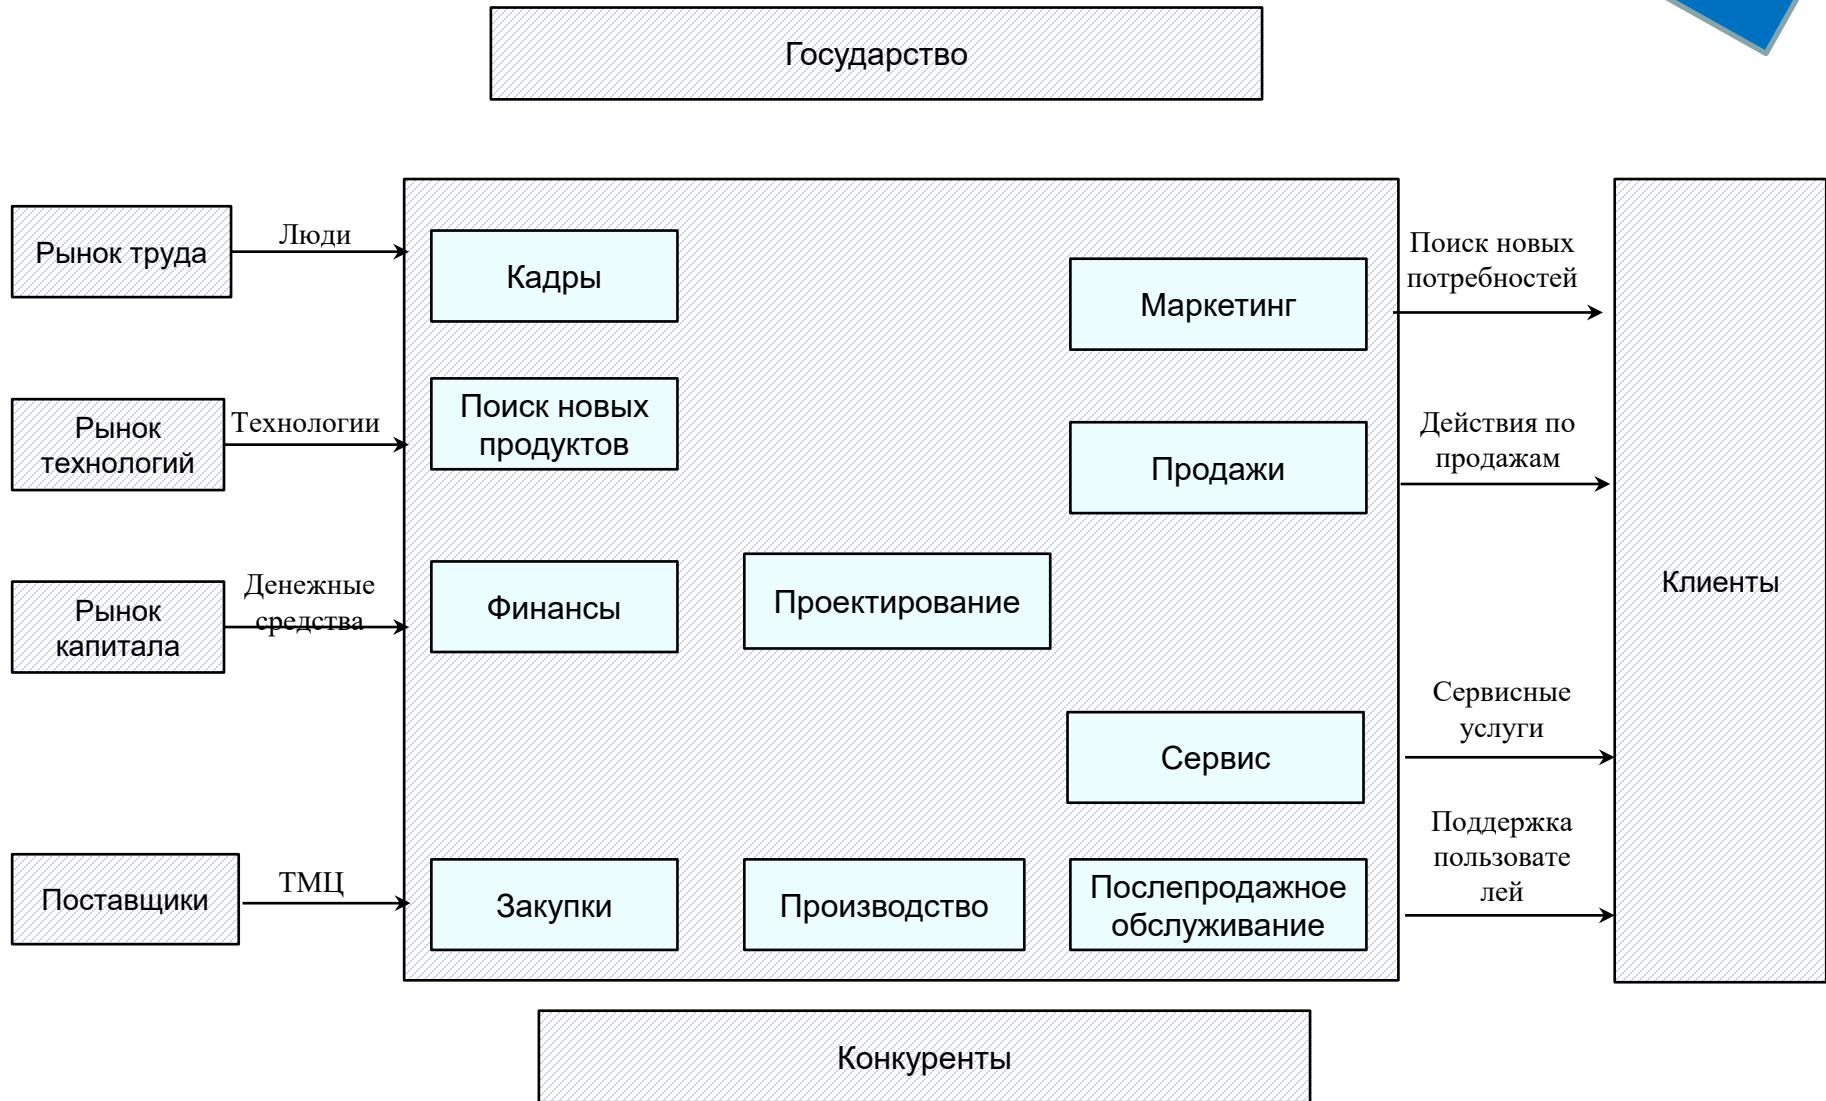 Государство
Рынок труда
Люди
Кадры
Маркетинг
Поиск новых
потребностей
Рынок
технологий
Технологии
Поиск новых
продуктов
Продажи
Действия по
продажам
Рынок
капитала
Денежные
средства
Финансы
Проектирование
Клиенты
Сервис
Сервисные
услуги
Поставщики
ТМЦ
Закупки
Производство
Послепродажное
обслуживание
Поддержка
пользовате
лей
Конкуренты